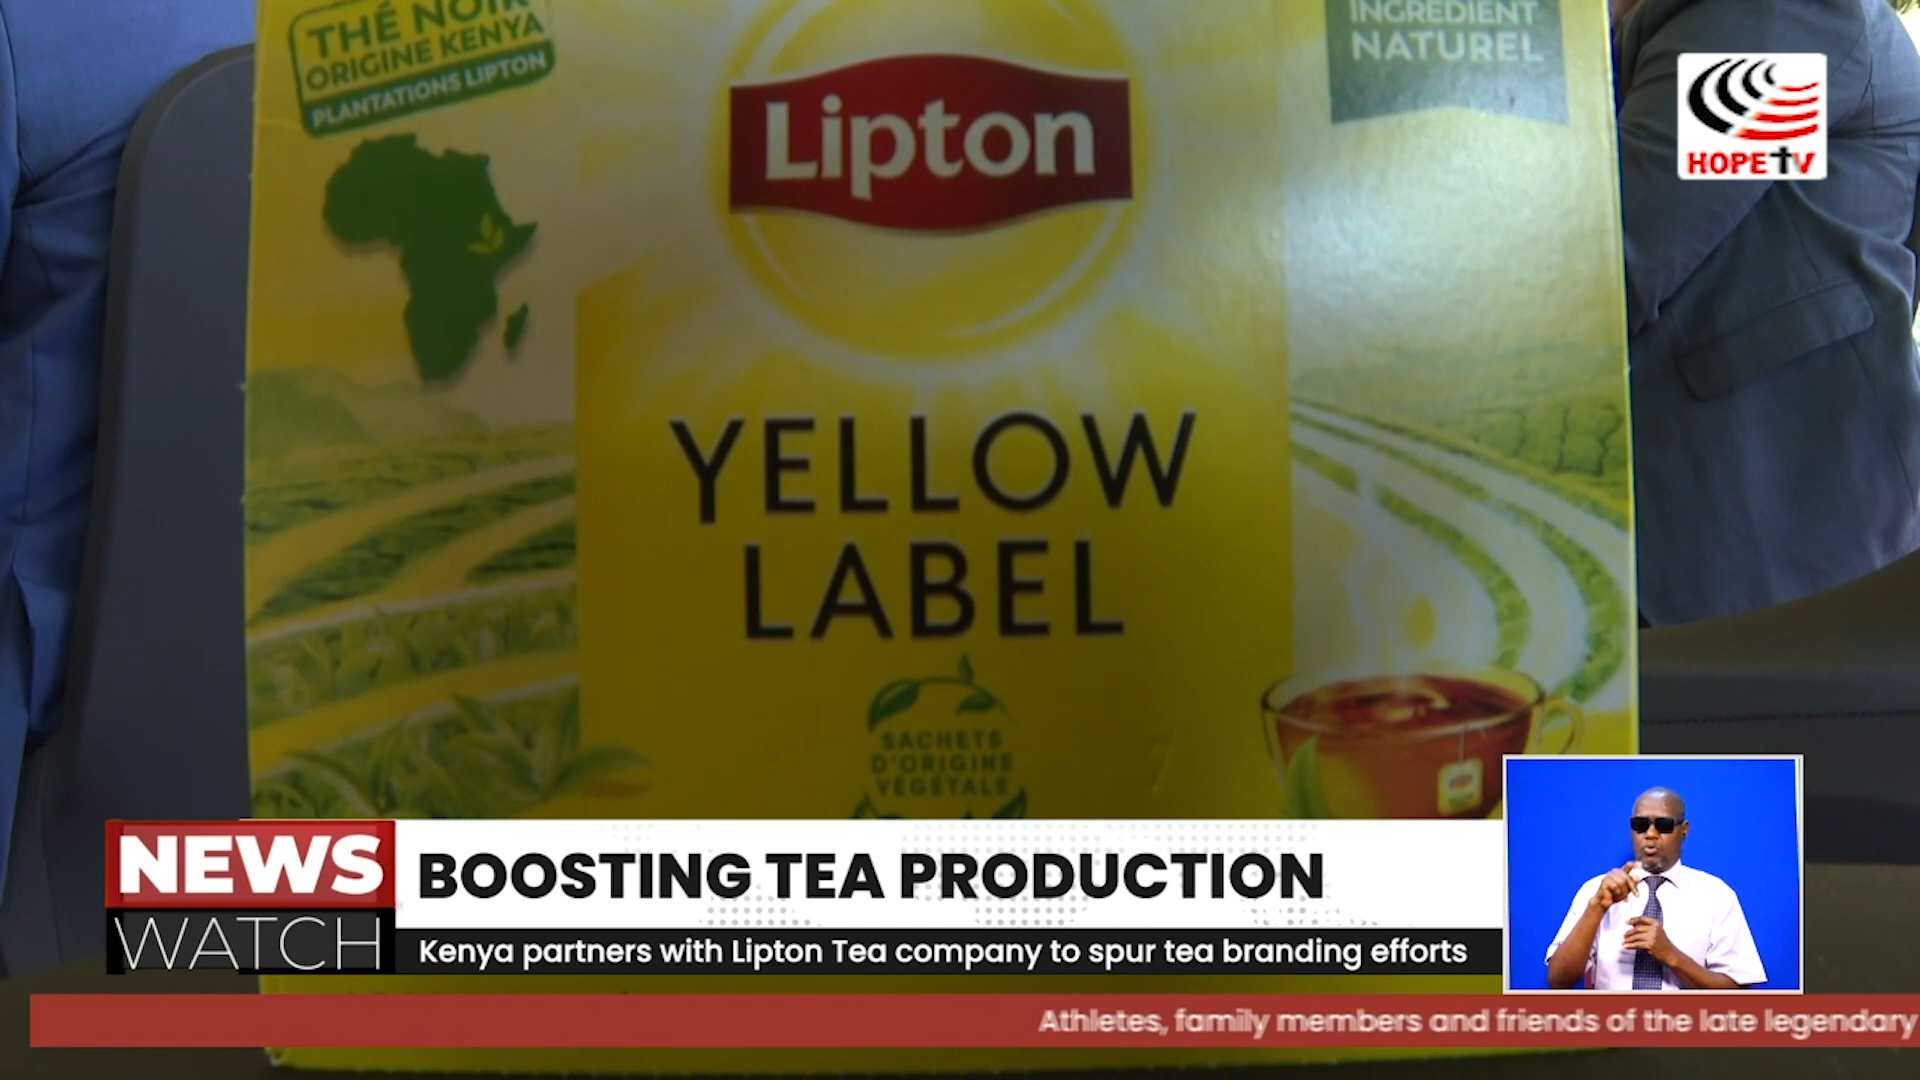 THÉ NOIR
ORIGINE KENYA
PLANTATIONS LIPTON
Lipton
INGRÉDIENT
NATUREL
HOPE TV
YELLOW
LABEL
SACHETS
D'ORIGINE
VÉGÉTALE
NEWS
WATCH
BOOSTING TEA PRODUCTION
Kenya partners with Lipton Tea company to spur tea branding efforts
Athletes, family members and friends of the late legendary